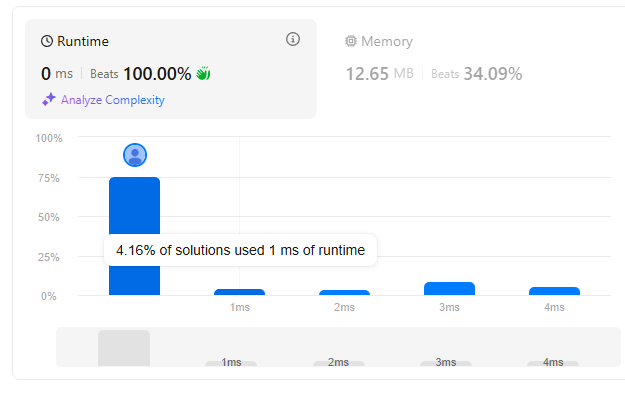 Runtime
Memory
0 ms Beats 100.00%
12.65 MB Beats 34.09%
Analyze Complexity
100%
75%
50%
4.16% of solutions used 1 ms of runtime
25%
0%
1ms 2ms 3ms 4ms
1ms 2ms 3ms 4ms